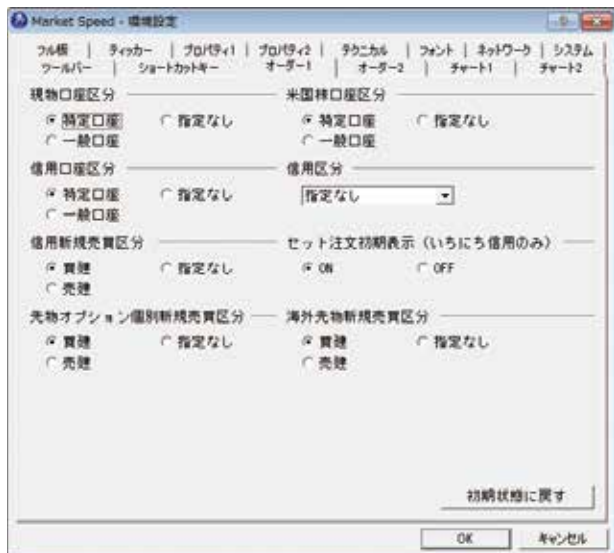 Market Speed - 環境設定
フル板 | ティッカー | プロパティ1 | プロパティ2 | テクニカル | フォント | ネットワーク | システム
ツールバー | ショートカットキー オーダー1 | オーダー2 | チャート1 | チャート2
現物口座区分 米国株口座区分
特定口座 指定なし 特定口座 指定なし
一般口座 一般口座
信用口座区分 信用区分
特定口座 指定なし 指定なし
一般口座
信用新規売買区分 セット注文初期表示(いちにち信用のみ)
買建 指定なし ON OFF
売建
先物オプション個別新規売買区分 海外先物新規売買区分
買建 指定なし 買建 指定なし
売建 売建
初期状態に戻す
OK キャンセル